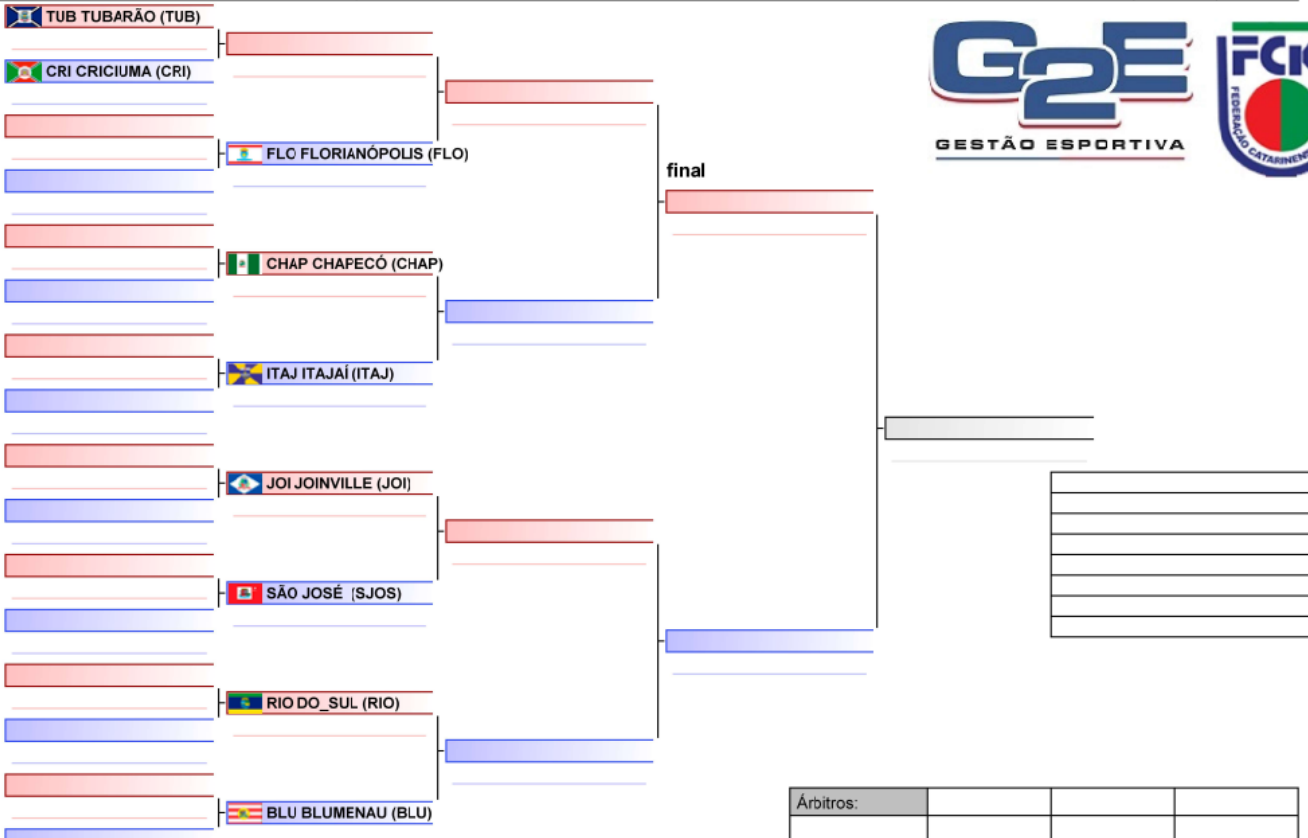 TUB TUBARÃO (TUB)
CRI CRICIUMA (CRI)
FLO FLORIANÓPOLIS (FLO)
CHAP CHAPECÓ (CHAP)
ITAJ ITAJAÍ (ITAJ)
JOI JOINVILLE (JOI)
SÃO JOSÉ (SJOS)
RIO DO_SUL (RIO)
BLU BLUMENAU (BLU)
final
G2E
GESTÃO ESPORTIVA
FEDERAÇÃO
Árbitros: